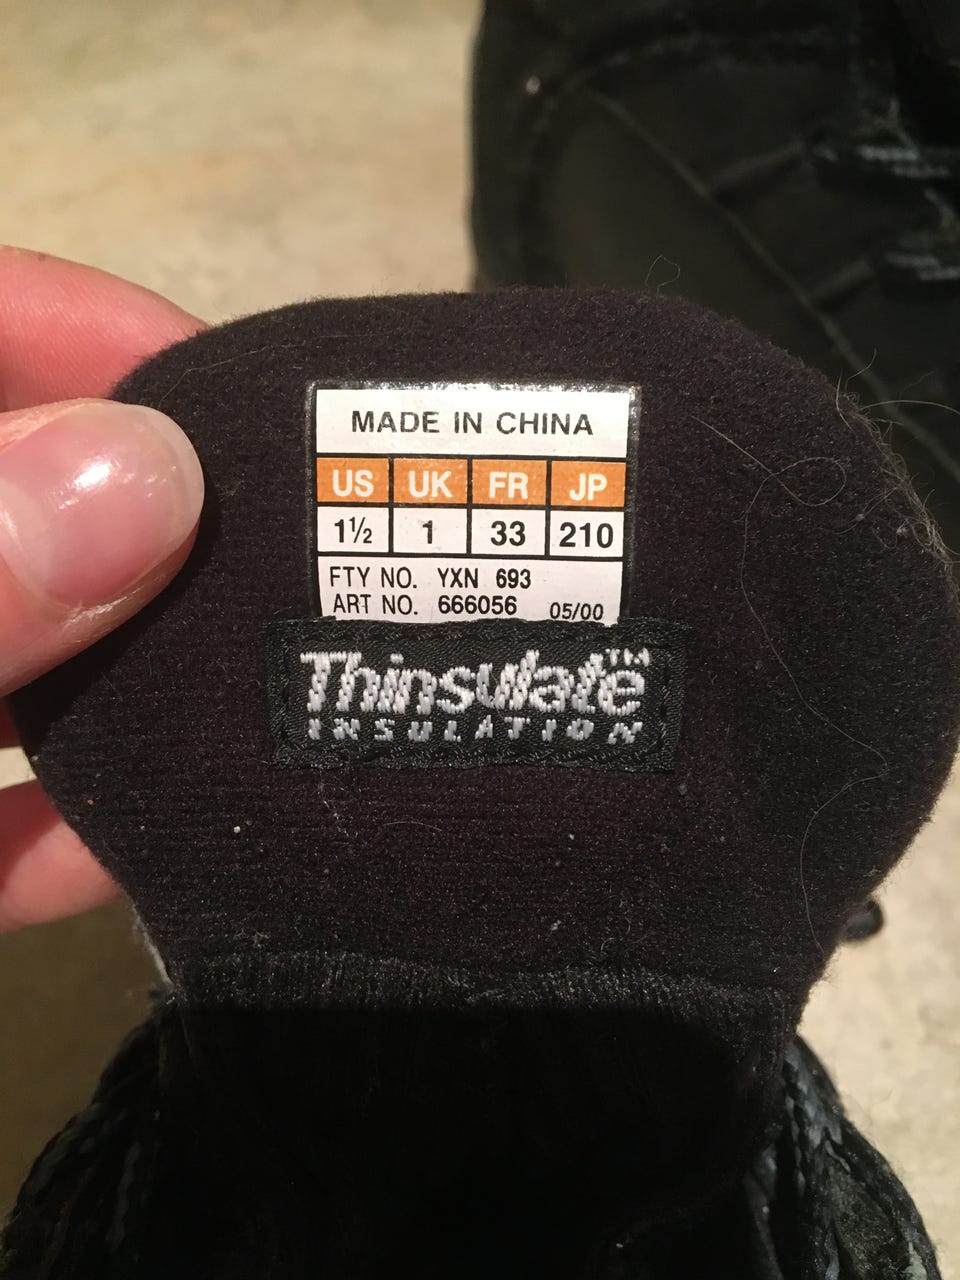 MADE IN CHINA
US UK FR JP
1½ 1 33 210
FTY NO. YXN 693
ART NO. 666056 05/00
Thinsulate™
INSULATION